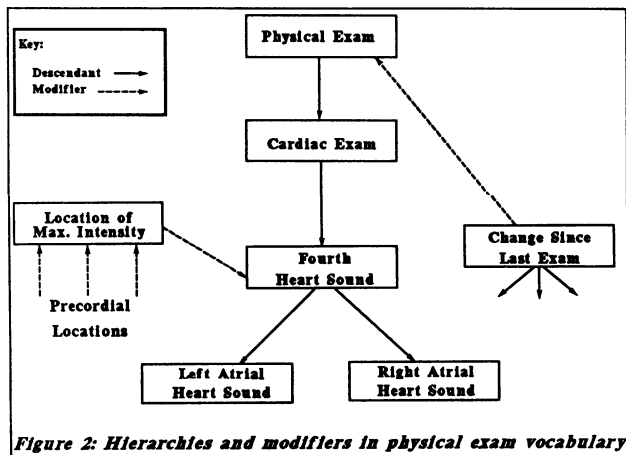 Physical Exam
Key:
Descendant
Modifier
Cardiac Exam
Location of
Max. Intensity
Fourth
Heart Sound
Change Since
Last Exam
Precordial
Locations
Left Atrial
Heart Sound
Right Atrial
Heart Sound
Figure 2: Hierarchies and modifiers in physical exam vocabulary